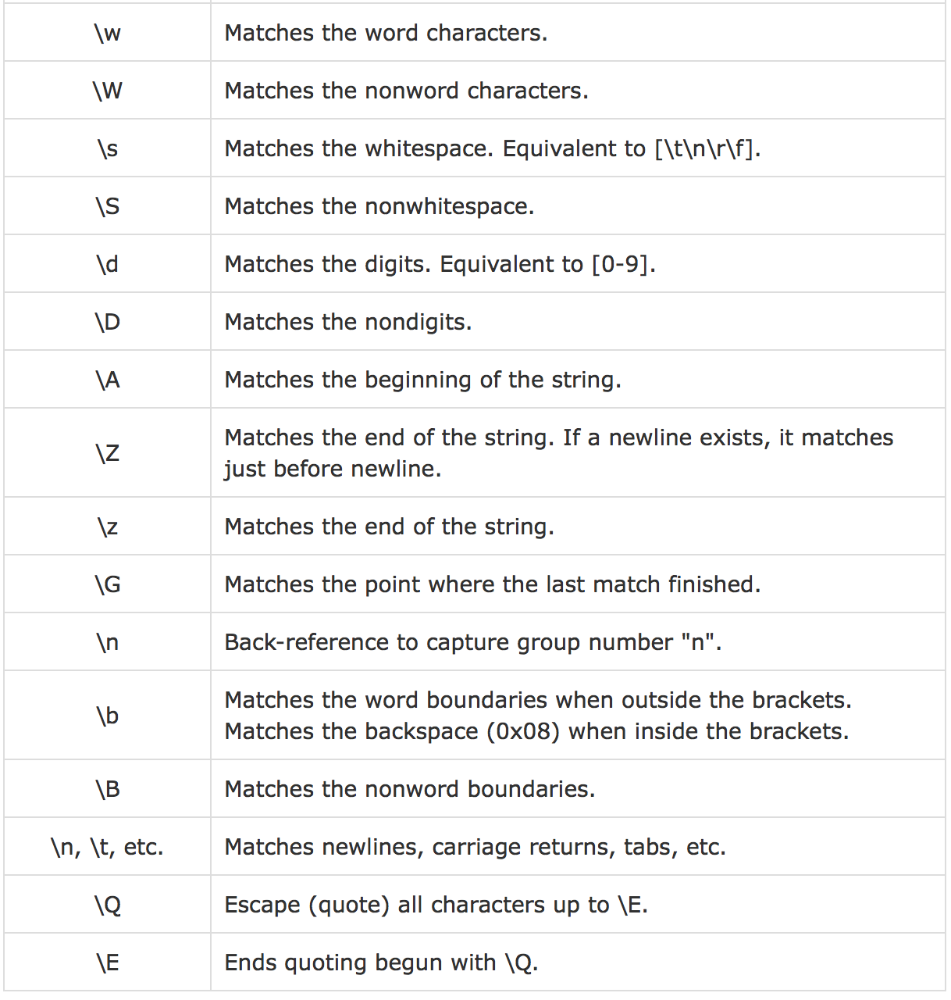 \w Matches the word characters.
\W Matches the nonword characters.
\s Matches the whitespace. Equivalent to [\t\n\r\f].
\S Matches the nonwhitespace.
\d Matches the digits. Equivalent to [0-9].
\D Matches the nondigits.
\A Matches the beginning of the string.
\Z Matches the end of the string. If a newline exists, it matches
just before newline.
\z Matches the end of the string.
\G Matches the point where the last match finished.
\n Back-reference to capture group number "n".
\b Matches the word boundaries when outside the brackets.
Matches the backspace (0x08) when inside the brackets.
\B Matches the nonword boundaries.
\n, \t, etc. Matches newlines, carriage returns, tabs, etc.
\Q Escape (quote) all characters up to \E.
\E Ends quoting begun with \Q.